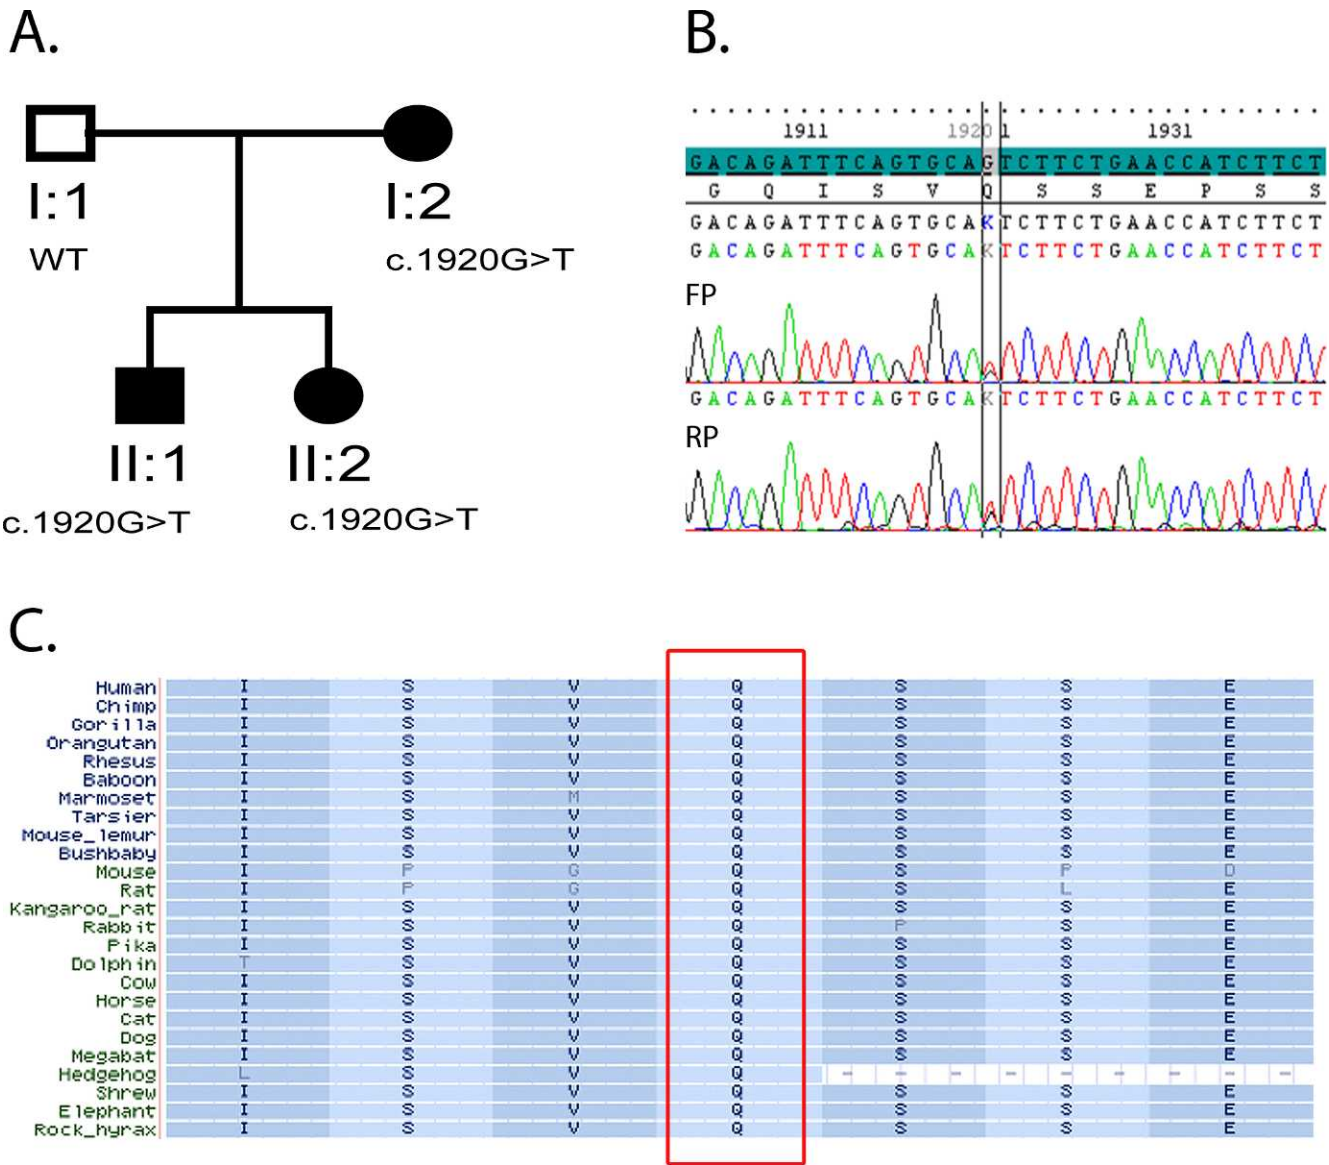 A.
I:1
WT
I:2
c.1920G>T
II:1
c.1920G>T
II:2
c.1920G>T
B.
1911 1920 1 1931
GACAGATTTCAGTGCAGTCTTCTGAACCATCTTCT
G Q I S V Q S S E P S S
GACAGATTTCAGTGCAKTCTTCTGAACCATCTTCT
GACAGATTTCAGTGCAKTCTTCTGAACCATCTTCT
FP
GACAGATTTCAGTGCAKTCTTCTGAACCATCTTCT
RP
C.
Human I S V Q S S E
Chimp I S V Q S S E
Gorilla I S V Q S S E
Orangutan I S V Q S S E
Rhesus I S V Q S S E
Baboon I S V Q S S E
Marmoset I S M Q S S E
Tarsier I S V Q S S E
Mouse_lemur I S V Q S S E
Bushbaby I S V Q S S E
Mouse I P G Q S P D
Rat I P G Q S L E
Kangaroo_rat I S V Q S S E
Rabbit I S V Q P S E
Pika I S V Q S S E
Dolphin T S V Q S S E
Cow I S V Q S S E
Horse I S V Q S S E
Cat I S V Q S S E
Dog I S V Q S S E
Megabat I S V Q S S E
Hedgehog L S V Q - - - - - - - - -
Shrew I S V Q S S E
Elephant I S V Q S S E
Rock_hyrax I S V Q S S E